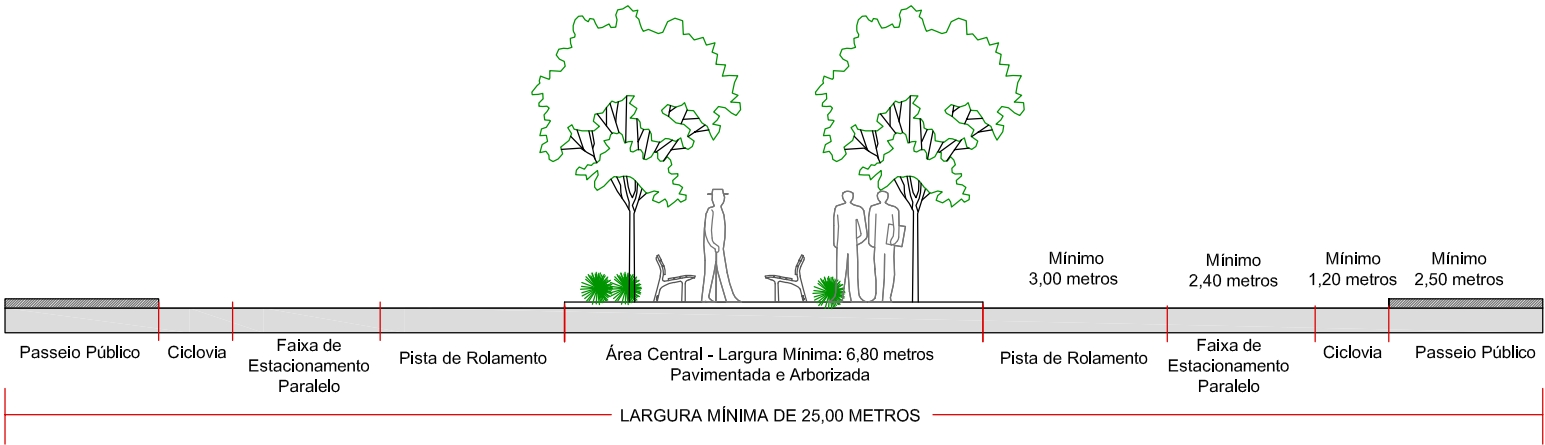 Mínimo
3,00 metros
Mínimo
2,40 metros
Mínimo
1,20 metros
Mínimo
2,50 metros
Passeio Público
Ciclovia
Faixa de
Estacionamento
Paralelo
Pista de Rolamento
Área Central - Largura Mínima: 6,80 metros
Pavimentada e Arborizada
Pista de Rolamento
Faixa de
Estacionamento
Paralelo
Ciclovia
Passeio Público
LARGURA MÍNIMA DE 25,00 METROS